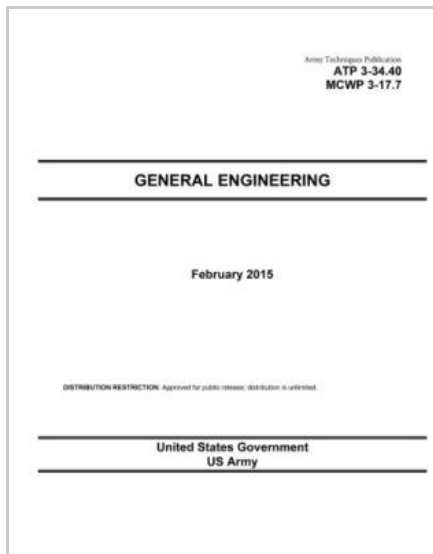 Army Techniques Publication
ATP 3-34.40
MCWP 3-17.7
GENERAL ENGINEERING
February 2015
DISTRIBUTION RESTRICTION: Approved for public release; distribution is unlimited.
United States Government
US Army